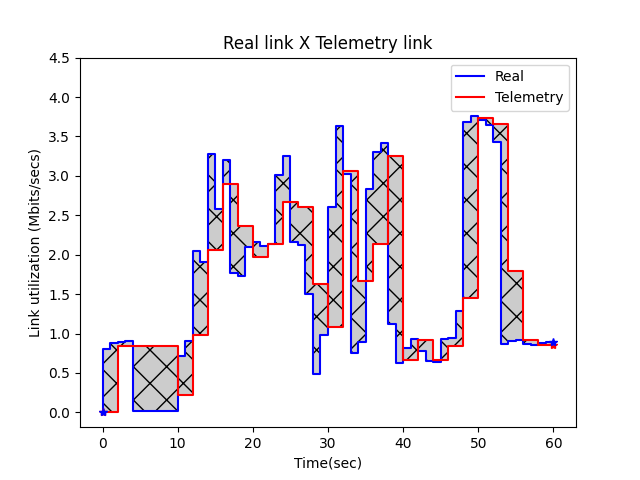 Real link X Telemetry link
Real
Telemetry
Link utilization (Mbits/secs)
4.5
4.0
3.5
3.0
2.5
2.0
1.5
1.0
0.5
0.0
0 10 20 30 40 50 60
Time(sec)